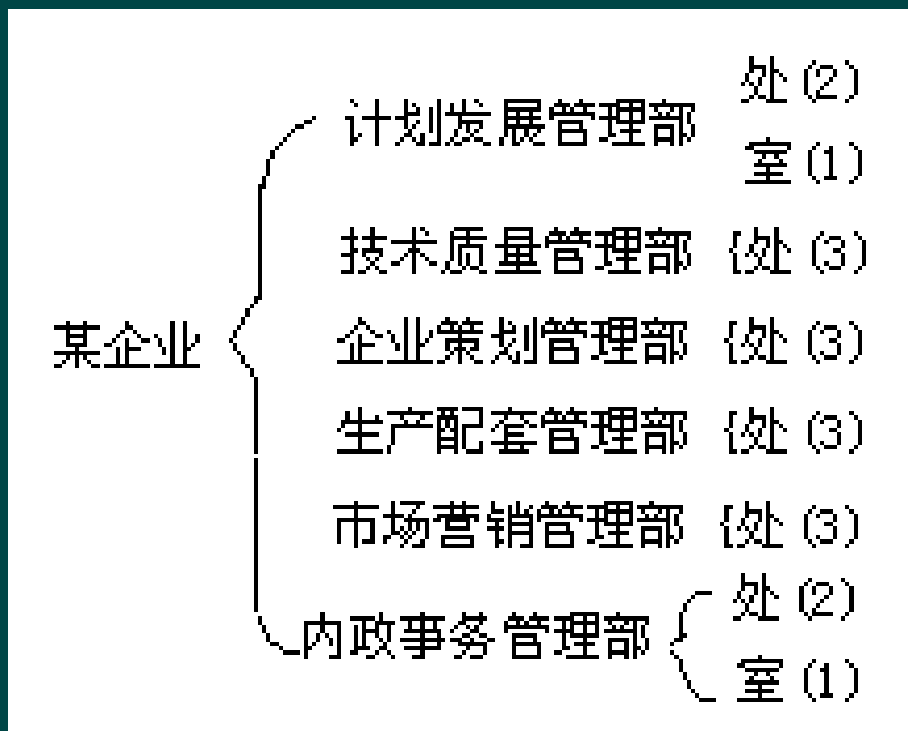 处(2)
计划发展管理部
室(1)
技术质量管理部 {处(3)
某企业
企业策划管理部 {处(3)
生产配套管理部 {处(3)
市场营销管理部 {处(3)
处(2)
内政事务管理部
室(1)